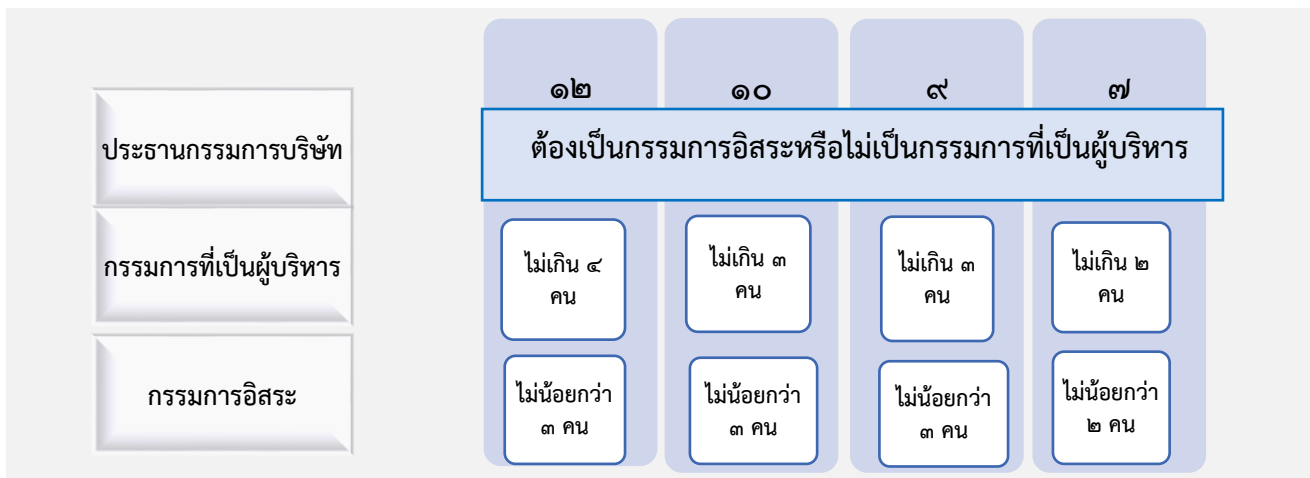 ๑๒ ๑๐ ๙ ๗
ประธานกรรมการบริษัท
ต้องเป็นกรรมการอิสระหรือไม่เป็นกรรมการที่เป็นผู้บริหาร
กรรมการที่เป็นผู้บริหาร
ไม่เกิน ๔
คน
ไม่เกิน ๓
คน
ไม่เกิน ๓
คน
ไม่เกิน ๒
คน
กรรมการอิสระ
ไม่น้อยกว่า
๓ คน
ไม่น้อยกว่า
๓ คน
ไม่น้อยกว่า
๓ คน
ไม่น้อยกว่า
๒ คน